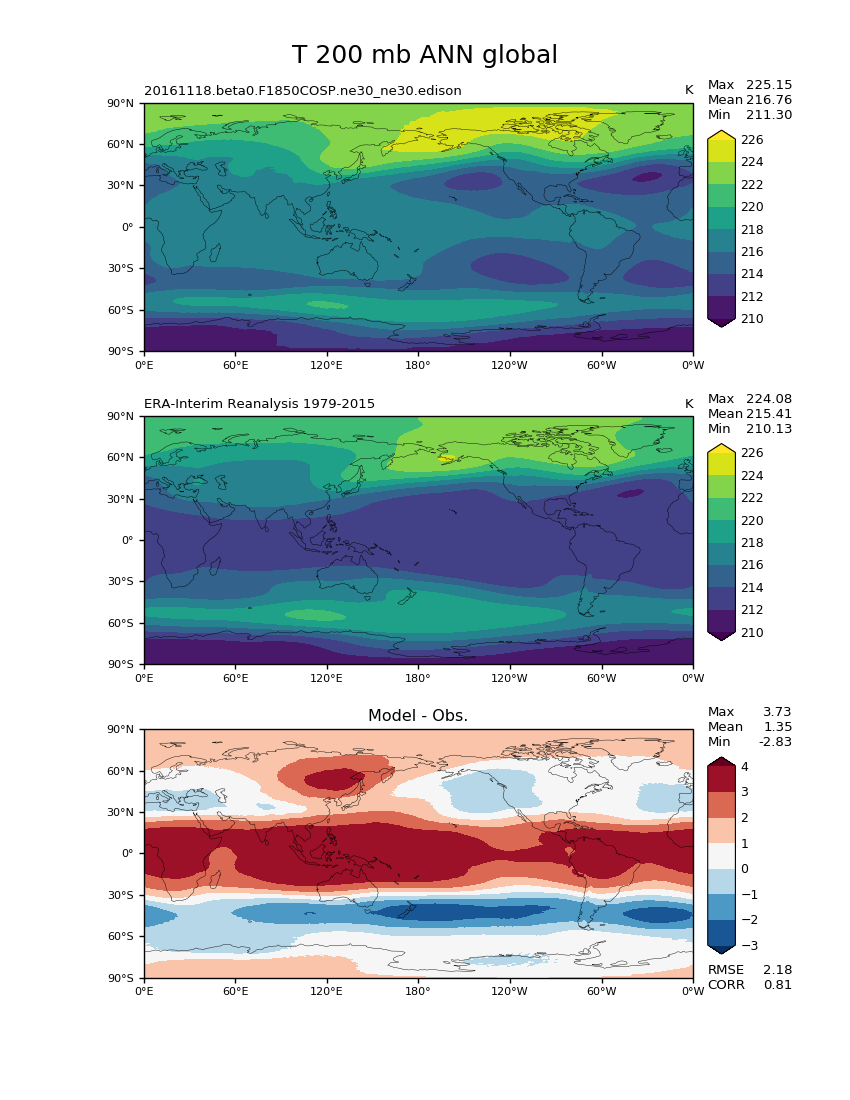 T 200 mb ANN global
20161118.beta0.F1850COSP.ne30_ne30.edison K
Max 225.15
Mean 216.76
Min 211.30
90°N
60°N
30°N
0°
30°S
60°S
90°S
0°E 60°E 120°E 180° 120°W 60°W 0°W
226
224
222
220
218
216
214
212
210
ERA-Interim Reanalysis 1979-2015 K
Max 224.08
Mean 215.41
Min 210.13
90°N
60°N
30°N
0°
30°S
60°S
90°S
0°E 60°E 120°E 180° 120°W 60°W 0°W
226
224
222
220
218
216
214
212
210
Model - Obs.
Max 3.73
Mean 1.35
Min -2.83
90°N
60°N
30°N
0°
30°S
60°S
90°S
0°E 60°E 120°E 180° 120°W 60°W 0°W
4
3
2
1
0
−1
−2
−3
RMSE 2.18
CORR 0.81